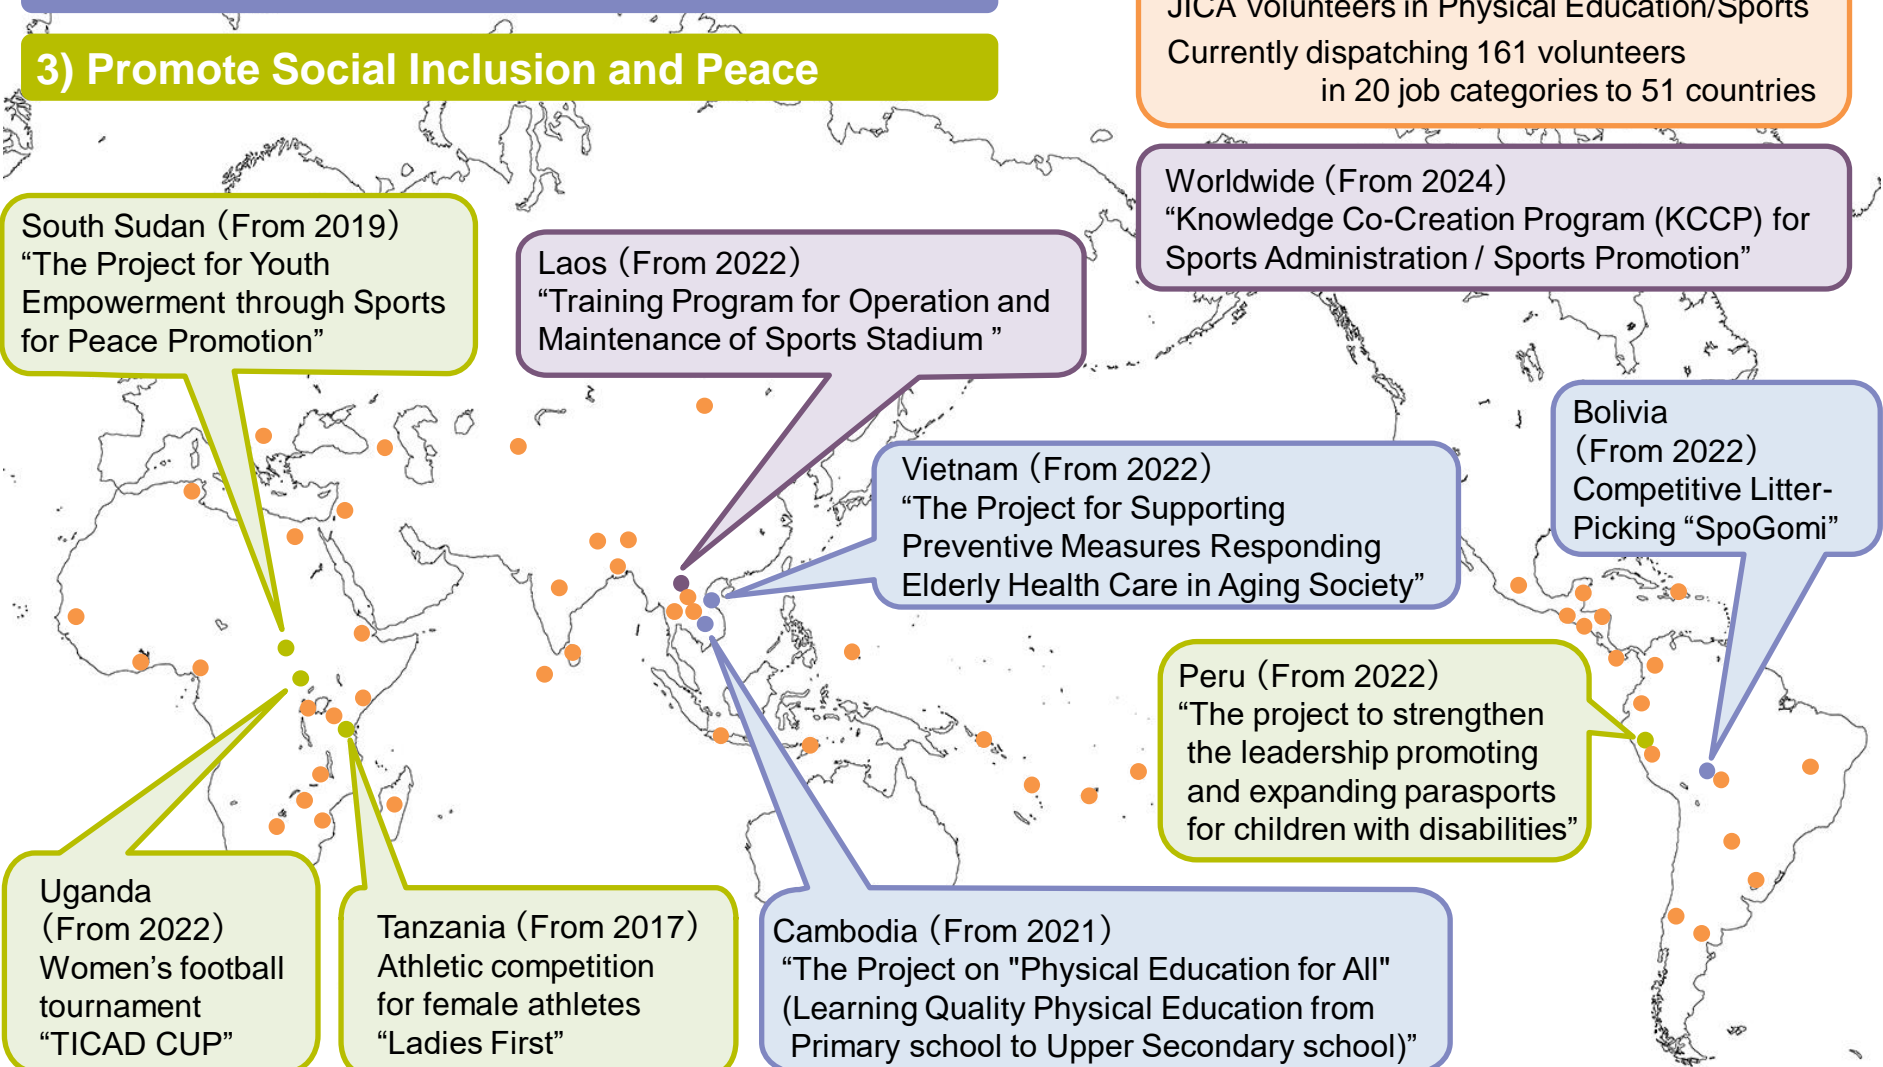 JICA Volunteers in Physical Education/Sports
Currently dispatching 161 volunteers
in 20 job categories to 51 countries
3) Promote Social Inclusion and Peace
Worldwide (From 2024)
“Knowledge Co-Creation Program (KCCP) for
Sports Administration / Sports Promotion”
South Sudan (From 2019)
“The Project for Youth
Empowerment through Sports
for Peace Promotion”
Laos (From 2022)
“Training Program for Operation and
Maintenance of Sports Stadium ”
Vietnam (From 2022)
“The Project for Supporting
Preventive Measures Responding
Elderly Health Care in Aging Society”
Bolivia
(From 2022)
Competitive Litter-
Picking “SpoGomi”
Peru (From 2022)
“The project to strengthen
the leadership promoting
and expanding parasports
for children with disabilities”
Uganda
(From 2022)
Women’s football
tournament
“TICAD CUP”
Tanzania (From 2017)
Athletic competition
for female athletes
“Ladies First”
Cambodia (From 2021)
“The Project on "Physical Education for All"
(Learning Quality Physical Education from
Primary school to Upper Secondary school)”